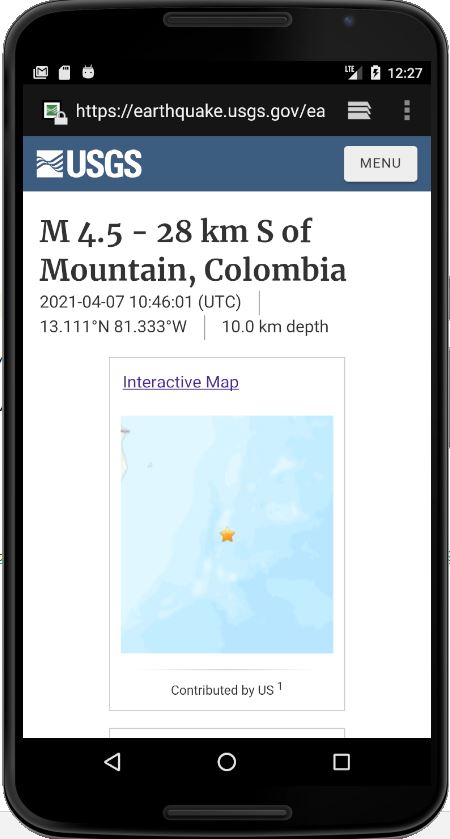 LTE 12:27
https://earthquake.usgs.gov/ea
USGS
MENU
M 4.5 - 28 km S of
Mountain, Colombia
2021-04-07 10:46:01 (UTC)
13.111°N 81.333°W 10.0 km depth
Interactive Map
Contributed by US 1